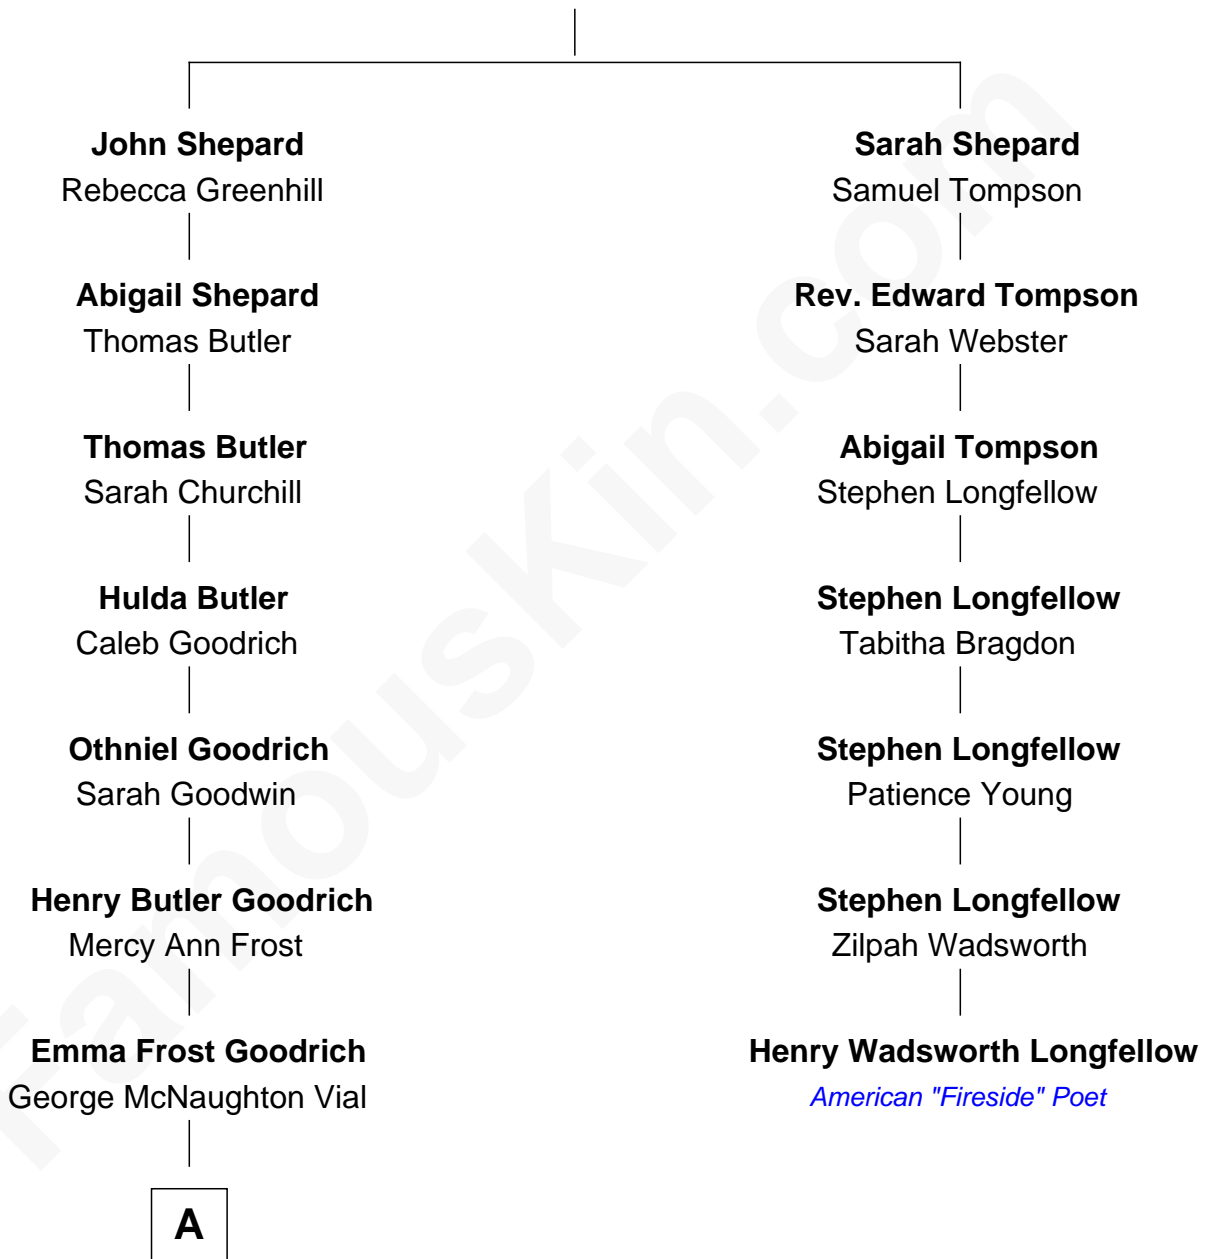 John Shepard
Rebecca Greenhill
Abigail Shepard
Thomas Butler
Thomas Butler
Sarah Churchill
Hulda Butler
Caleb Goodrich
Othniel Goodrich
Sarah Goodwin
Henry Butler Goodrich
Mercy Ann Frost
Emma Frost Goodrich
George McNaughton Vial
A
Sarah Shepard
Samuel Tompson
Rev. Edward Tompson
Sarah Webster
Abigail Tompson
Stephen Longfellow
Stephen Longfellow
Tabitha Bragdon
Stephen Longfellow
Patience Young
Stephen Longfellow
Zilpah Wadsworth
Henry Wadsworth Longfellow
American "Fireside" Poet
FamousKin.com